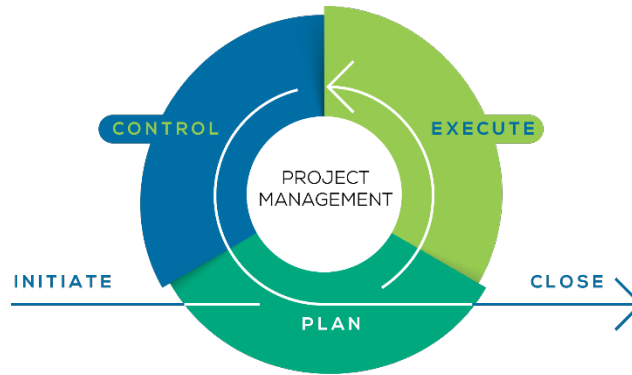 CONTROL
EXECUTE
PROJECT
MANAGEMENT
INITIATE
CLOSE
PLAN